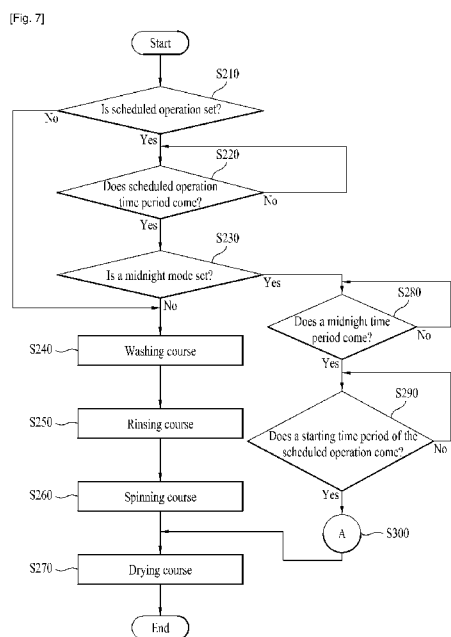 [Fig. 7]
Start
S210
Is scheduled operation set?
No
Yes
S220
Does scheduled operation
time period come?
No
Yes
S230
Is a midnight mode set?
Yes
No
S280
Does a midnight time
period come?
No
Yes
S240
Washing course
S290
Does a starting time period of the
scheduled operation come?
No
Yes
S250
Rinsing course
S260
Spinning course
A
S300
S270
Drying course
End